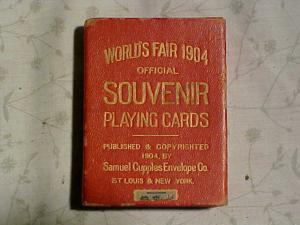 WORLD'S FAIR 1904
OFFICIAL
SOUVENIR
PLAYING CARDS
PUBLISHED & COPYRIGHTED
1904, BY
Samuel Cupples Envelope Co.
ST LOUIS & NEW YORK.